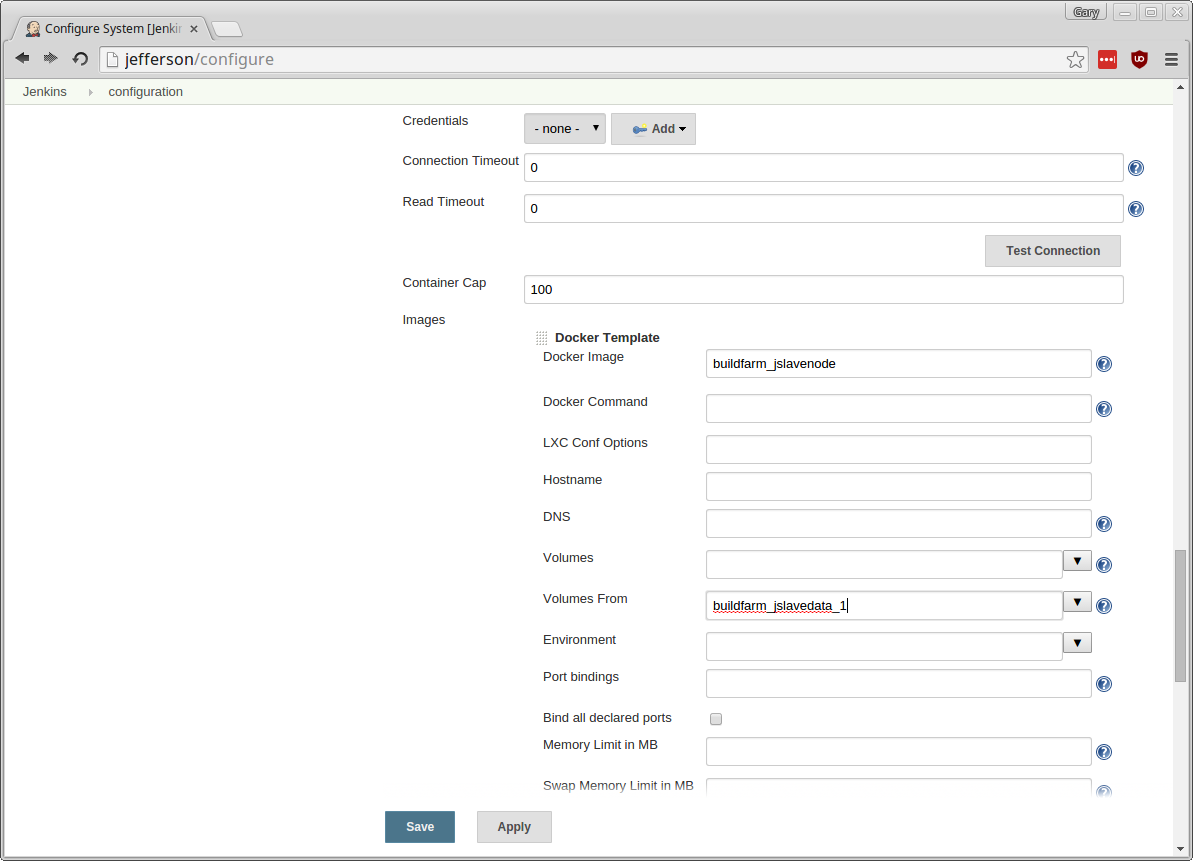 Gary
Configure System [Jenkin
jefferson/configure
Jenkins configuration
Credentials - none - Add
Connection Timeout 0
Read Timeout 0
Test Connection
Container Cap 100
Images
Docker Template
Docker Image buildfarm_jslavenode
Docker Command
LXC Conf Options
Hostname
DNS
Volumes
Volumes From buildfarm_jslavedata_1
Environment
Port bindings
Bind all declared ports
Memory Limit in MB
Swap Memory Limit in MB
Save Apply